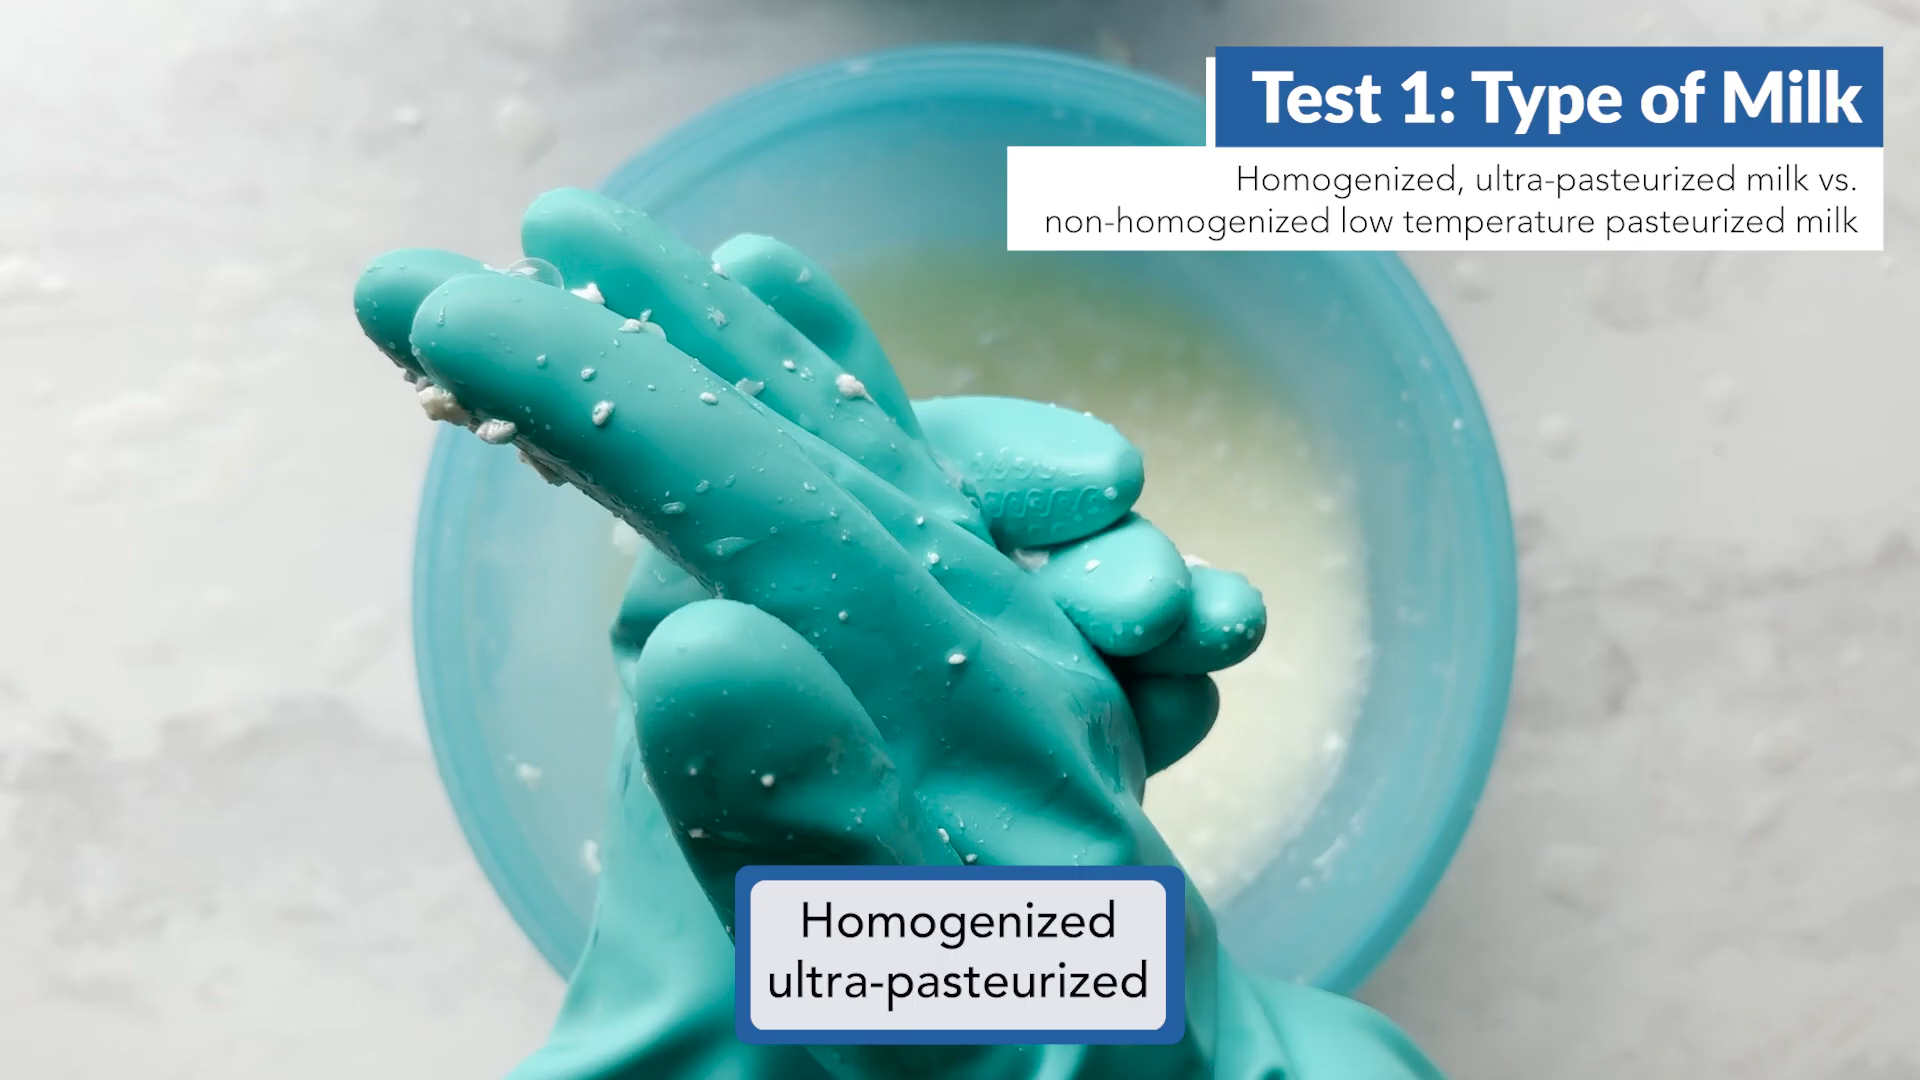 Test 1: Type of Milk
Homogenized, ultra-pasteurized milk vs.
non-homogenized low temperature pasteurized milk
Homogenized
ultra-pasteurized